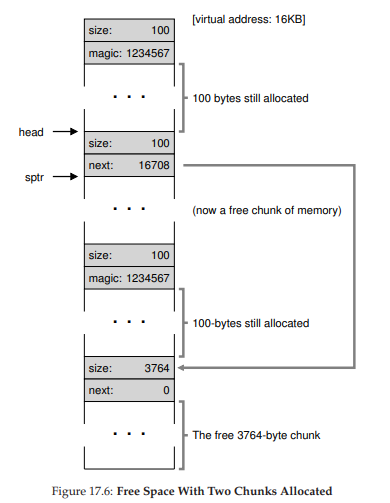 [virtual address: 16KB]
size: 100
magic: 1234567
. . .
100 bytes still allocated
head
size: 100
next: 16708
sptr
. . .
(now a free chunk of memory)
size: 100
magic: 1234567
. . .
100-bytes still allocated
size: 3764
next: 0
. . .
The free 3764-byte chunk
Figure 17.6: Free Space With Two Chunks Allocated